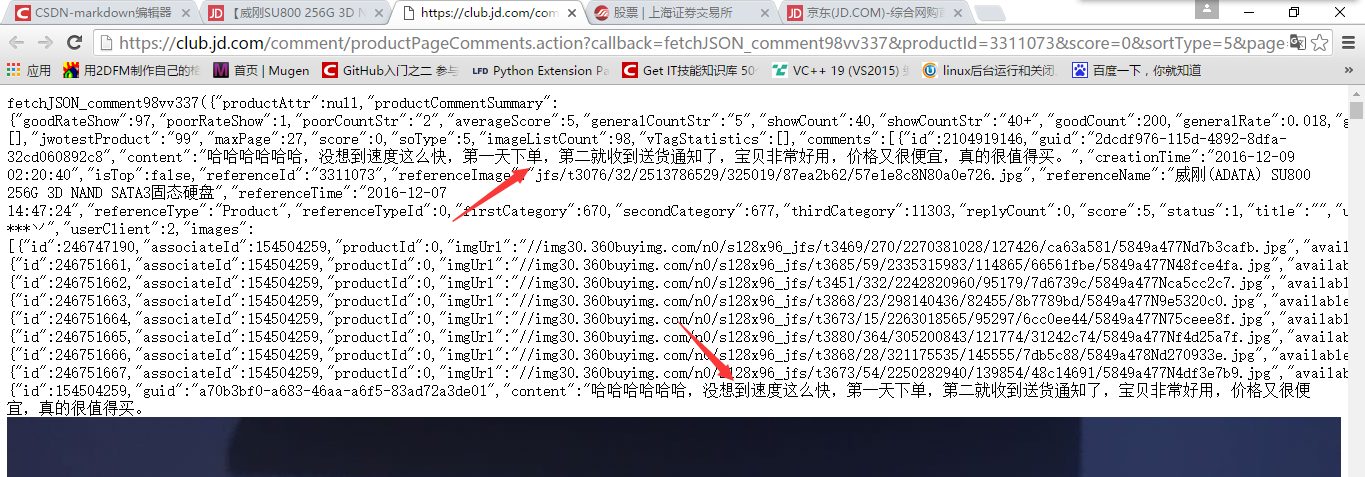 CSDN-markdown编辑器
【威刚SU800 256G 3D N
https://club.jd.com/com
股票 | 上海证券交易所
京东(JD.COM)-综合网购
https://club.jd.com/comment/productPageComments.action?callback=fetchJSON_comment98vv337&productId=3311073&score=0&sortType=5&page
应用
用2DFM制作自己的格
首页 | Mugen
GitHub入门之二 参与
Python Extension Pa
Get IT技能知识库 50
VC++ 19 (VS2015) 业
linux后台运行和关闭
百度一下，你就知道
fetchJSON_comment98vv337({"productAttr":null,"productCommentSummary":
{"goodRateShow":97,"poorRateShow":1,"poorCountStr":"2","averageScore":5,"generalCountStr":"5","showCount":40,"showCountStr":"40+","goodCount":200,"generalRate":0.018,"g
[],"jwotestProduct":"99","maxPage":27,"score":0,"soType":5,"imageListCount":98,"vTagStatistics":[],"comments":[{"id":2104919146,"guid":"2dcdf976-115d-4892-8dfa-
32cd060892c8","content":"哈哈哈哈哈哈，没想到速度这么快，第一天下单，第二就收到送货通知了，宝贝非常好用，价格又很便宜，真的很值得买。","creationTime":"2016-12-09
02:20:40","isTop":false,"referenceId":"3311073","referenceImage":"jfs/t3076/32/2513786529/325019/87ea2b62/57e1e8c8N80a0e726.jpg","referenceName":"威刚(ADATA) SU800
256G 3D NAND SATA3固态硬盘","referenceTime":"2016-12-07
14:47:24","referenceType":"Product","referenceTypeId":0,"firstCategory":670,"secondCategory":677,"thirdCategory":11303,"replyCount":0,"score":5,"status":1,"title":"","u
***ヅ","userClient":2,"images":
[{"id":246747190,"associateId":154504259,"productId":0,"imgUrl":"//img30.360buyimg.com/n0/s128x96_jfs/t3469/270/2270381028/127426/ca63a581/5849a477Nd7b3cafb.jpg","avail
{"id":246751661,"associateId":154504259,"productId":0,"imgUrl":"//img30.360buyimg.com/n0/s128x96_jfs/t3685/59/2335315983/114865/66561fbe/5849a477N48fce4fa.jpg","availabl
{"id":246751662,"associateId":154504259,"productId":0,"imgUrl":"//img30.360buyimg.com/n0/s128x96_jfs/t3451/332/2242820960/95179/7d6739c/5849a477Nca5cc2c7.jpg","availabl
{"id":246751663,"associateId":154504259,"productId":0,"imgUrl":"//img30.360buyimg.com/n0/s128x96_jfs/t3868/23/298140436/82455/8b7789bd/5849a477N9e5320c0.jpg","available
{"id":246751664,"associateId":154504259,"productId":0,"imgUrl":"//img30.360buyimg.com/n0/s128x96_jfs/t3673/15/2263018565/95297/6cc0ee44/5849a477N75ceee8f.jpg","availabl
{"id":246751665,"associateId":154504259,"productId":0,"imgUrl":"//img30.360buyimg.com/n0/s128x96_jfs/t3880/364/305200843/121774/31242c74/5849a477Nf4d25a7f.jpg","availab
{"id":246751666,"associateId":154504259,"productId":0,"imgUrl":"//img30.360buyimg.com/n0/s128x96_jfs/t3868/28/321175535/145555/7db5c88/5849a478Nd270933e.jpg","available
{"id":246751667,"associateId":154504259,"productId":0,"imgUrl":"//img30.360buyimg.com/n0/s128x96_jfs/t3673/54/2250282940/139854/48c14691/5849a477N4df3e7b9.jpg","availab
{"id":154504259,"guid":"a70b3bf0-a683-46aa-a6f5-83ad72a3de01","content":"哈哈哈哈哈哈，没想到速度这么快，第一天下单，第二就收到送货通知了，宝贝非常好用，价格又很便
宜，真的很值得买。